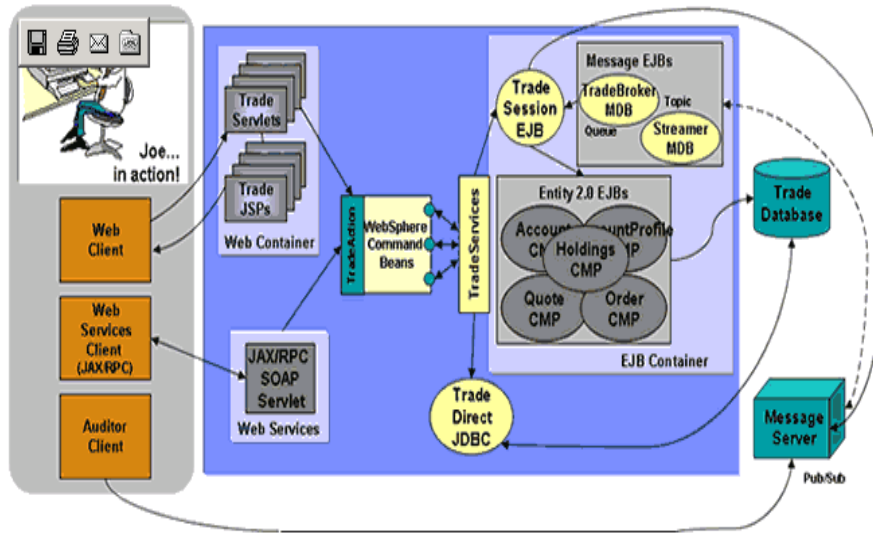 Joe...
in action!
Web
Client
Web
Services
Client
(JAX/RPC)
Auditor
Client
Trade
Servlets
Trade
JSPs
Web Container
JAX/RPC
SOAP
Servlet
Web Services
TradeAction
WebSphere
Command
Beans
TradeServices
Trade
Session
EJB
Message EJBs
TradeBroker
MDB
Topic
Queue
Streamer
MDB
Entity 2.0 EJBs
Account
Holdings
CMP
Quote
CMP
Order
CMP
EJB Container
Trade
Direct
JDBC
Trade
Database
Message
Server
Pub/Sub